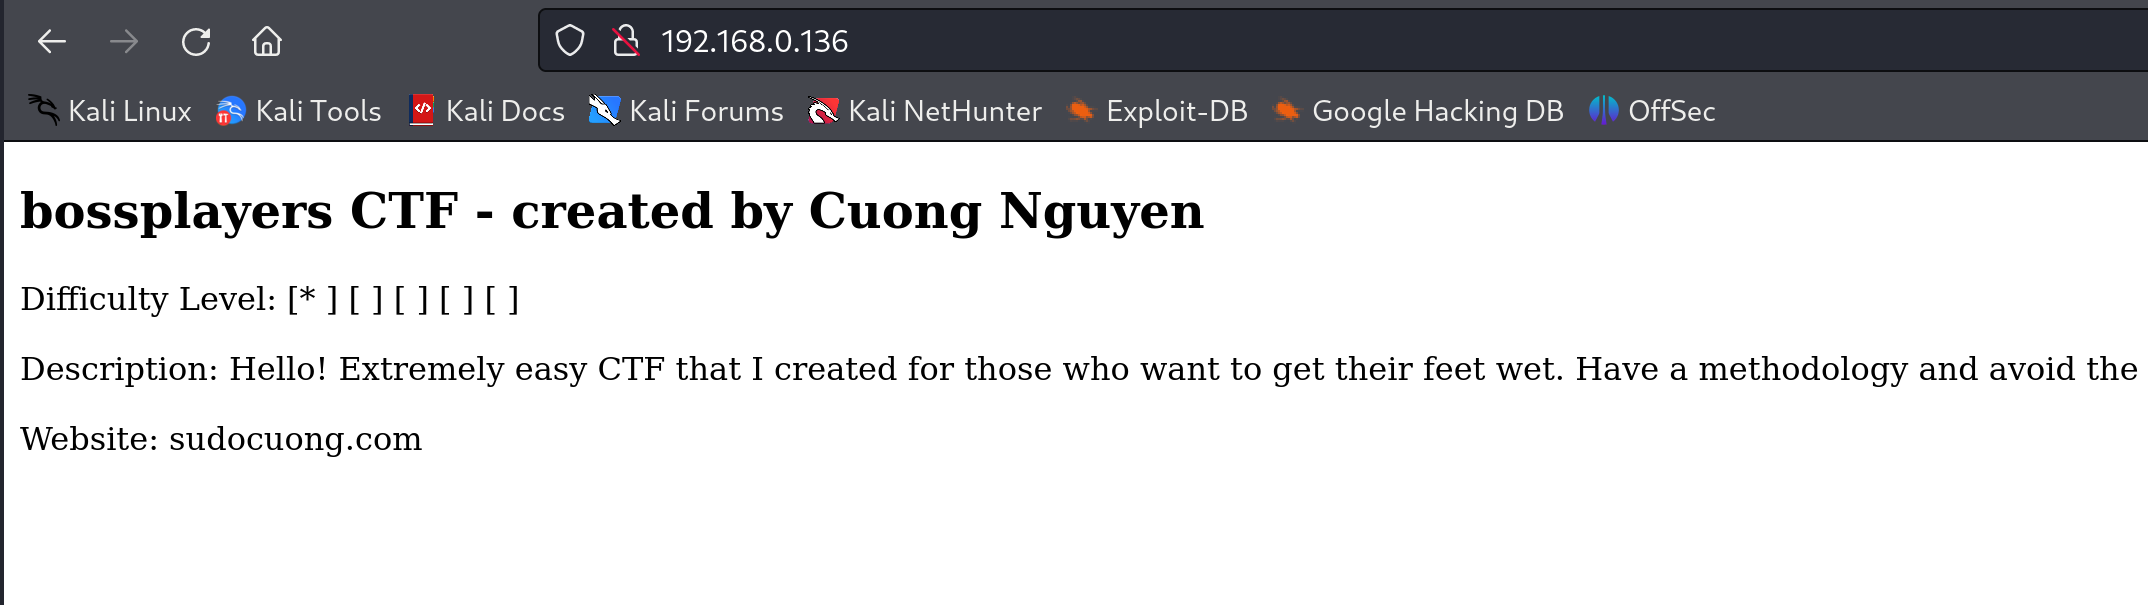 192.168.0.136
Kali Linux Kali Tools Kali Docs Kali Forums Kali NetHunter Exploit-DB Google Hacking DB OffSec
bossplayers CTF - created by Cuong Nguyen
Difficulty Level: [* ] [ ] [ ] [ ] [ ]
Description: Hello! Extremely easy CTF that I created for those who want to get their feet wet. Have a methodology and avoid the
Website: sudocuong.com